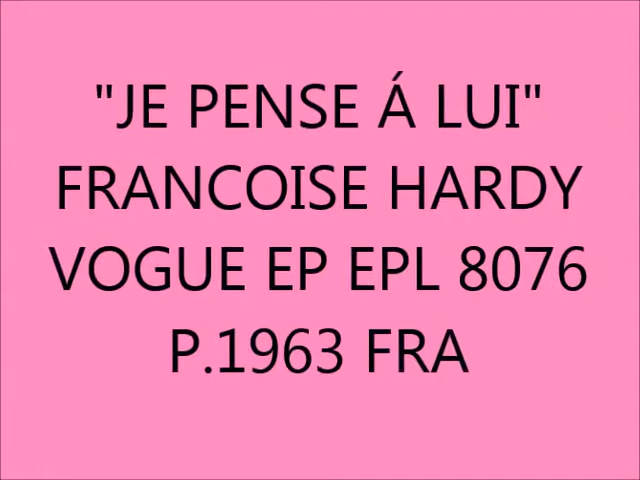 "JE PENSE Á LUI"
FRANCOISE HARDY
VOGUE EP EPL 8076
P.1963 FRA